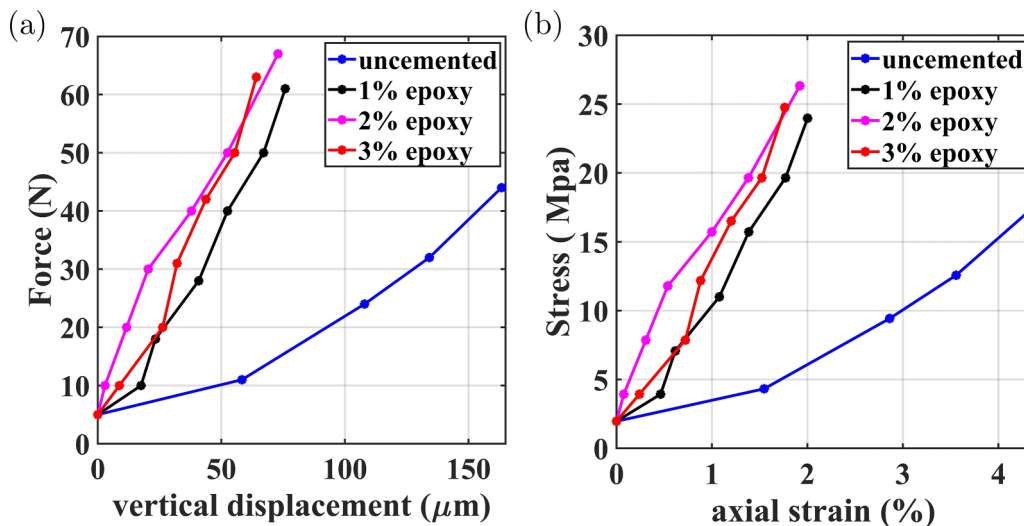 (a)
70
60
50
40
30
20
10
0
Force (N)
0 50 100 150
vertical displacement (μm)
uncemented
1% epoxy
2% epoxy
3% epoxy
(b)
30
25
20
15
10
5
0
Stress ( Mpa)
0 1 2 3 4
axial strain (%)
uncemented
1% epoxy
2% epoxy
3% epoxy